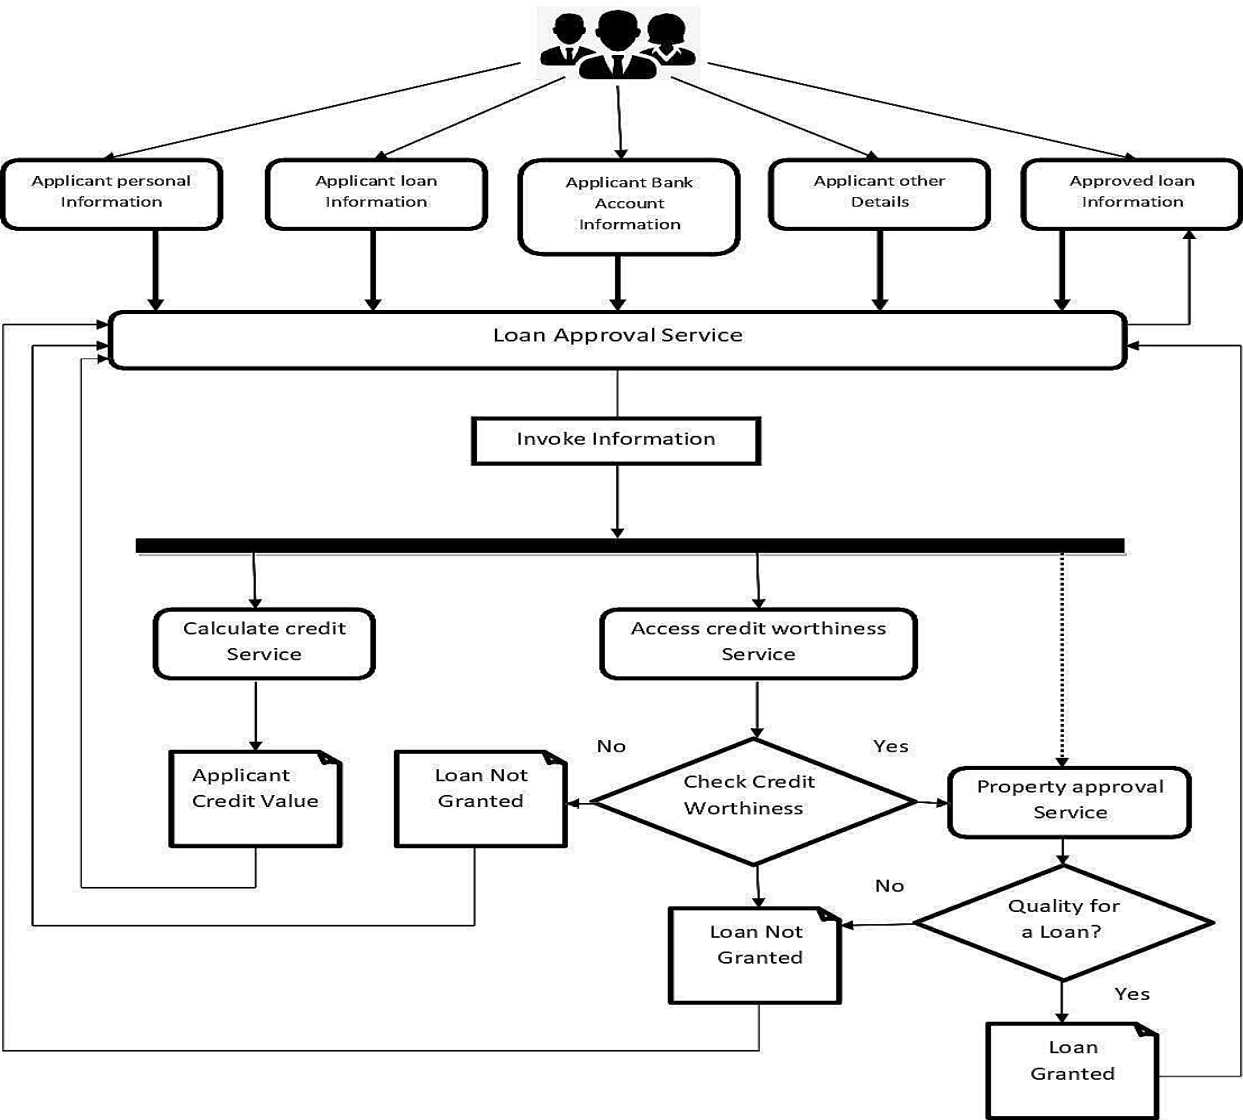 Applicant personal
Information
Applicant loan
Information
Applicant Bank
Account
Information
Applicant other
Details
Approved loan
Information
Loan Approval Service
Invoke Information
Calculate credit
Service
Access credit worthiness
Service
No
Yes
Applicant
Credit Value
Loan Not
Granted
Check Credit
Worthiness
Property approval
Service
No
Quality for
a Loan?
Loan Not
Granted
Yes
Loan
Granted